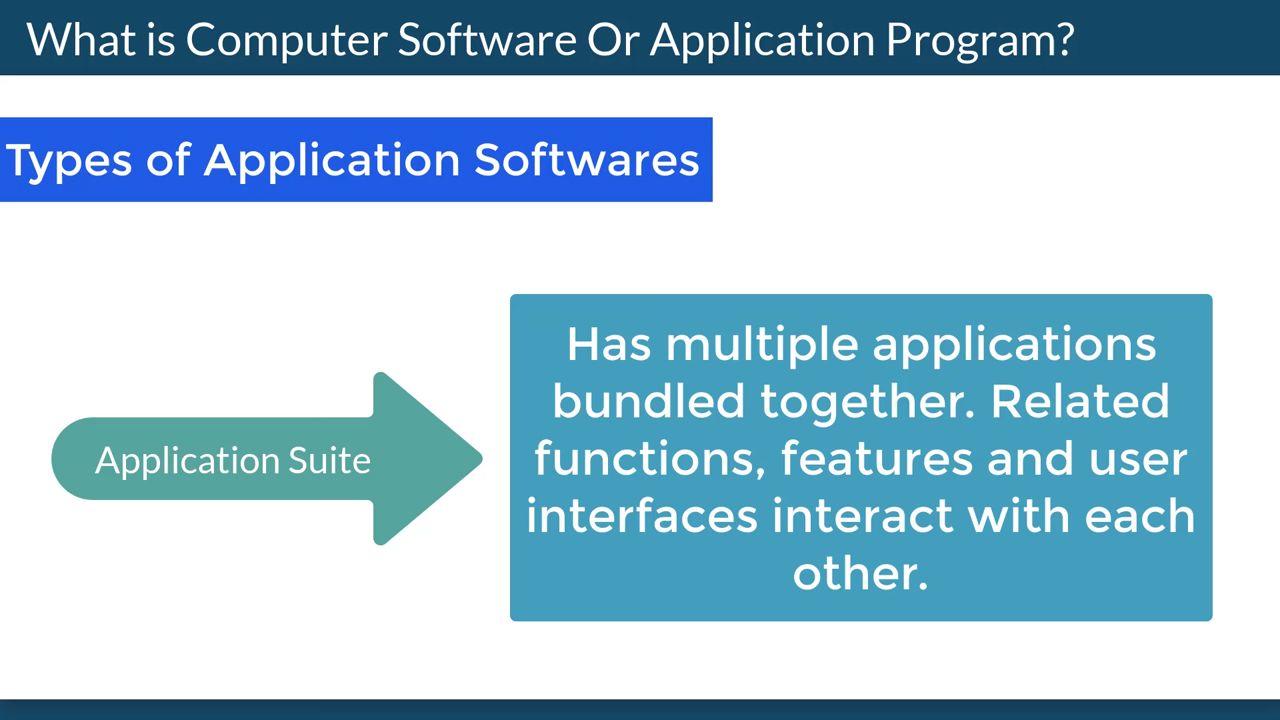 What is Computer Software Or Application Program?
Types of Application Softwares
Application Suite
Has multiple applications
bundled together. Related
functions, features and user
interfaces interact with each
other.